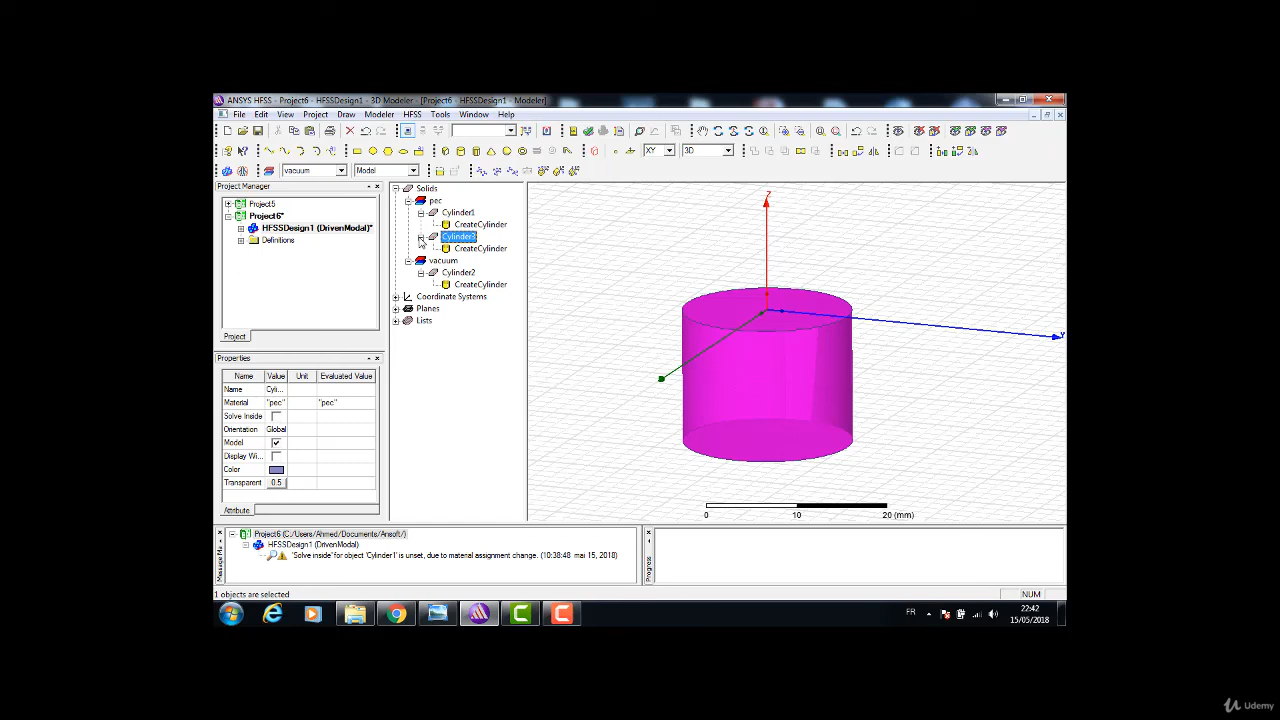 ANSYS HFSS - Project6 - HFSSDesign1 - 3D Modeler - [Project6 - HFSSDesign1 - Modeler]
File Edit View Project Draw Modeler HFSS Tools Window Help
XY 3D
vacuum Model
Project Manager
Project5
Project6*
HFSSDesign1 (DrivenModal)*
Definitions
Project
Solids
pec
Cylinder1
CreateCylinder
Cylinder3
CreateCylinder
vacuum
Cylinder2
CreateCylinder
Coordinate Systems
Planes
Lists
Properties
Name Value Unit Evaluated Value
Name Cyli...
Material "pec" "pec"
Solve Inside
Orientation Global
Model
Display Wi...
Color
Transparent 0.5
Attribute
Z
Y
0 10 20 (mm)
Message Ma
Project6 (C:/Users/Ahmed/Documents/Ansoft/)
HFSSDesign1 (DrivenModal)
'Solve inside' for object 'Cylinder1' is unset, due to material assignment change. (10:38:48 mai 15, 2018)
Progress
1 objects are selected
NUM
FR
22:42
15/05/2018
Udemy